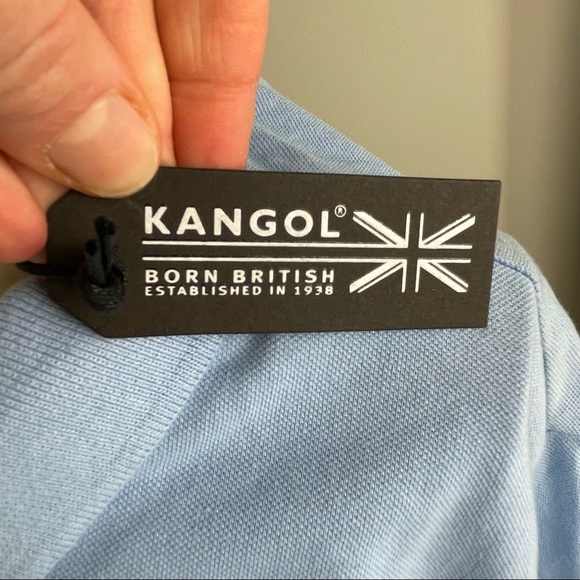 KANGOL®
BORN BRITISH
ESTABLISHED IN 1938